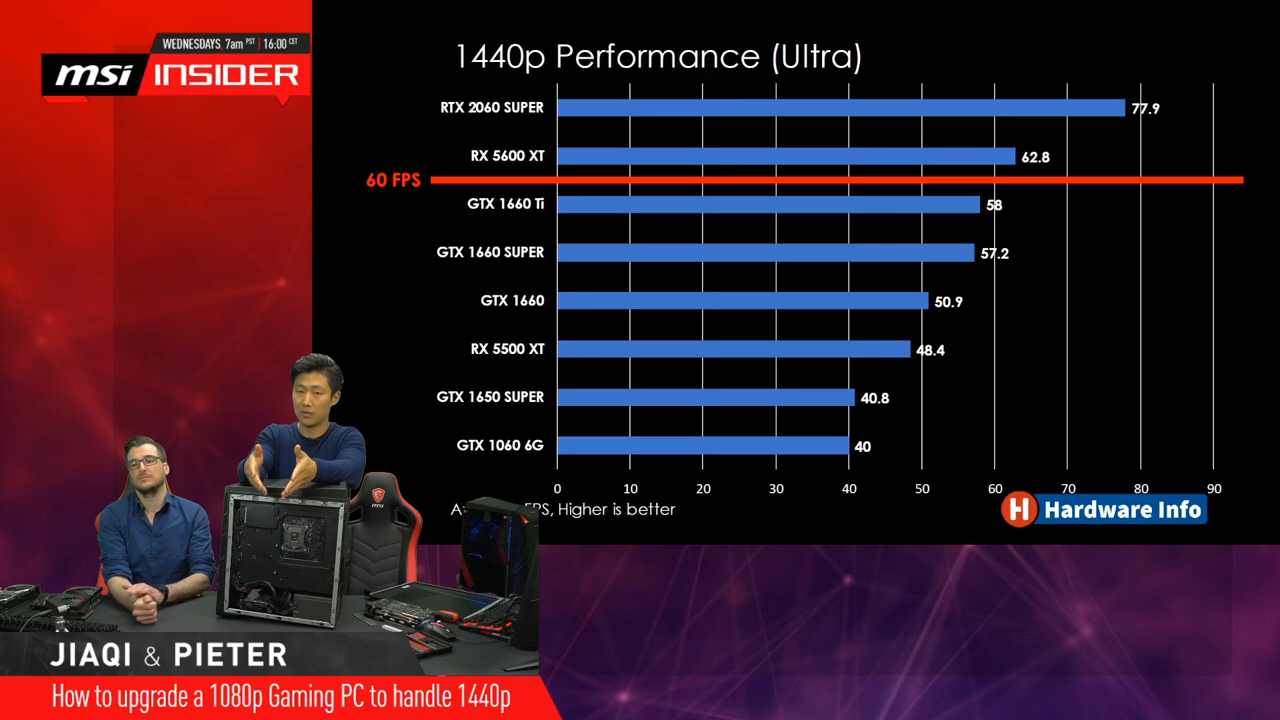 WEDNESDAYS, 7am PST | 16:00 CET
msi INSIDER
1440p Performance (Ultra)
RTX 2060 SUPER 77.9
RX 5600 XT 62.8
60 FPS
GTX 1660 Ti 58
GTX 1660 SUPER 57.2
GTX 1660 50.9
RX 5500 XT 48.4
GTX 1650 SUPER 40.8
GTX 1060 6G 40
0 10 20 30 40 50 60 70 80 90
FPS, Higher is better
H Hardware Info
msi
JIAQI & PIETER
How to upgrade a 1080p Gaming PC to handle 1440p